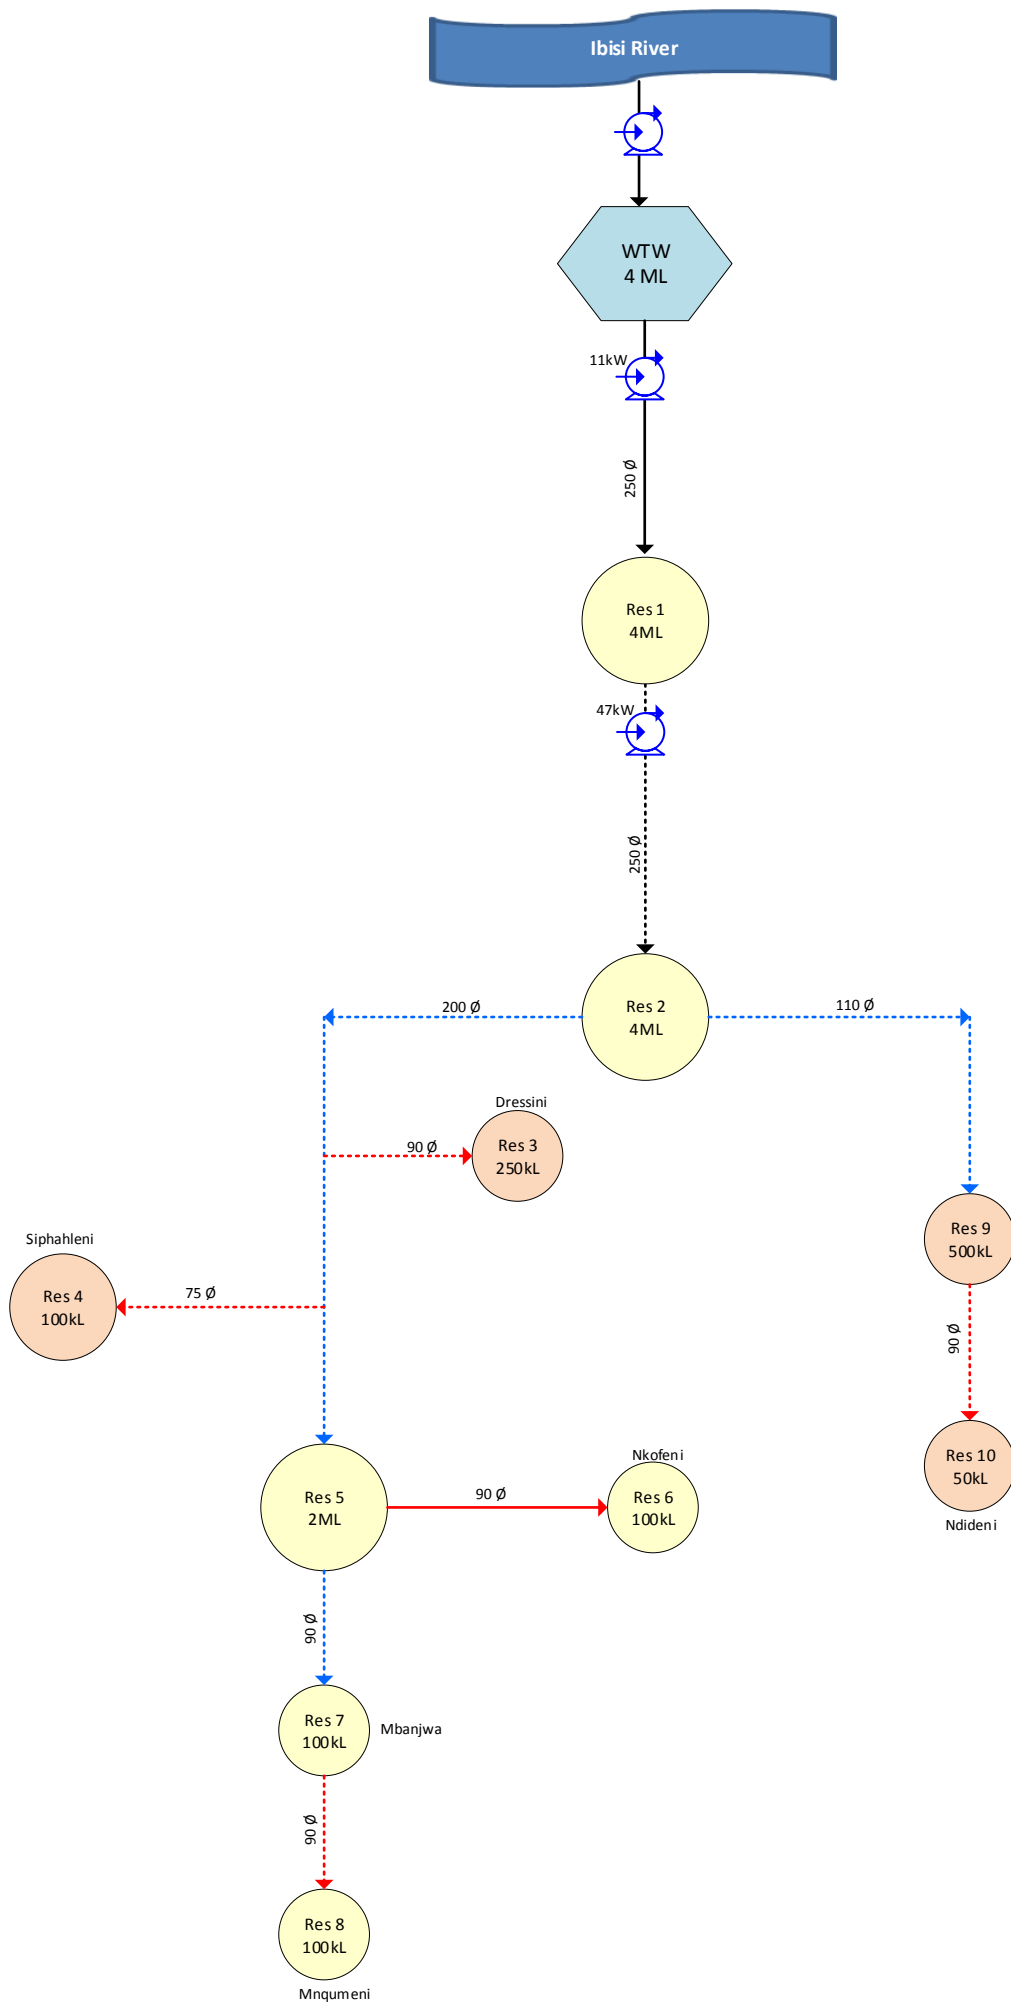 Ibisi River
WTW
4 ML
11kW
250 Ø
Res 1
4ML
47kW
250 Ø
Res 2
4ML
200 Ø
110 Ø
Dressini
Res 3
250kL
90 Ø
Siphahleni
Res 4
100kL
75 Ø
Res 9
500kL
90 Ø
Res 10
50kL
Ndideni
Res 5
2ML
90 Ø
Nkofeni
Res 6
100kL
90 Ø
Res 7
100kL
Mbanjwa
90 Ø
Res 8
100kL
Mnqumeni